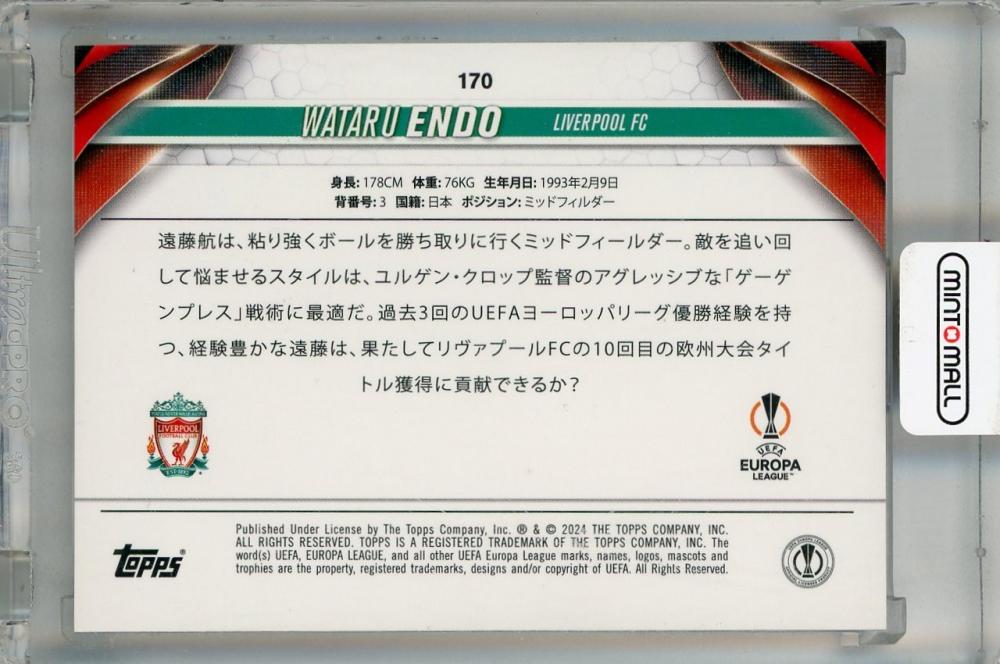 170
WATARU ENDO LIVERPOOL FC
身長: 178CM 体重: 76KG 生年月日: 1993年2月9日
背番号: 3 国籍: 日本 ポジション: ミッドフィルダー
遠藤航は、粘り強くボールを勝ち取りに行くミッドフィールダー。敵を追い回
して悩ませるスタイルは、ユルゲン・クロップ監督のアグレッシブな「ゲーゲ
ンプレス」戦術に最適だ。過去3回のUEFAヨーロッパリーグ優勝経験を持
つ、経験豊かな遠藤は、果たしてリヴァプールFCの10回目の欧州大会タイ
トル獲得に貢献できるか?
LIVERPOOL
FOOTBALL CLUB
EST·1892
UEFA
EUROPA
LEAGUE™
Published Under License by The Topps Company, Inc. ® & © 2024 THE TOPPS COMPANY, INC.
ALL RIGHTS RESERVED. TOPPS IS A REGISTERED TRADEMARK OF THE TOPPS COMPANY, INC. The
word(s) UEFA, EUROPA LEAGUE, and all other UEFA Europa League marks, names, logos, mascots and
trophies are the property, registered trademarks, designs and/or copyright of UEFA. All Rights Reserved.
Topps®
MINT MALL
UltraPRO